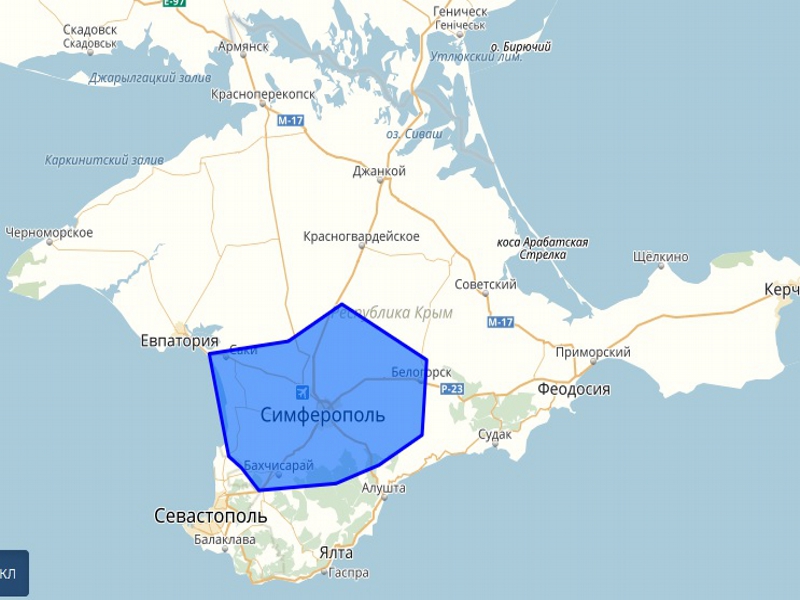 E-97
Геническ
Генічеськ
Скадовск
Скадовськ
Армянск
о. Бирючий
Утлюкский лим.
Джарылгацкий залив
Красноперекопск
М-17
оз. Сиваш
Каркинитский залив
Джанкой
Черноморское
Красногвардейское
коса Арабатская
Стрелка
Щёлкино
Советский
Керч
Республика Крым
М-17
Евпатория
Саки
Приморский
Белогорск
Р-23
Феодосия
Симферополь
Судак
Бахчисарай
Алушта
Севастополь
Балаклава
Ялта
Гаспра
кл